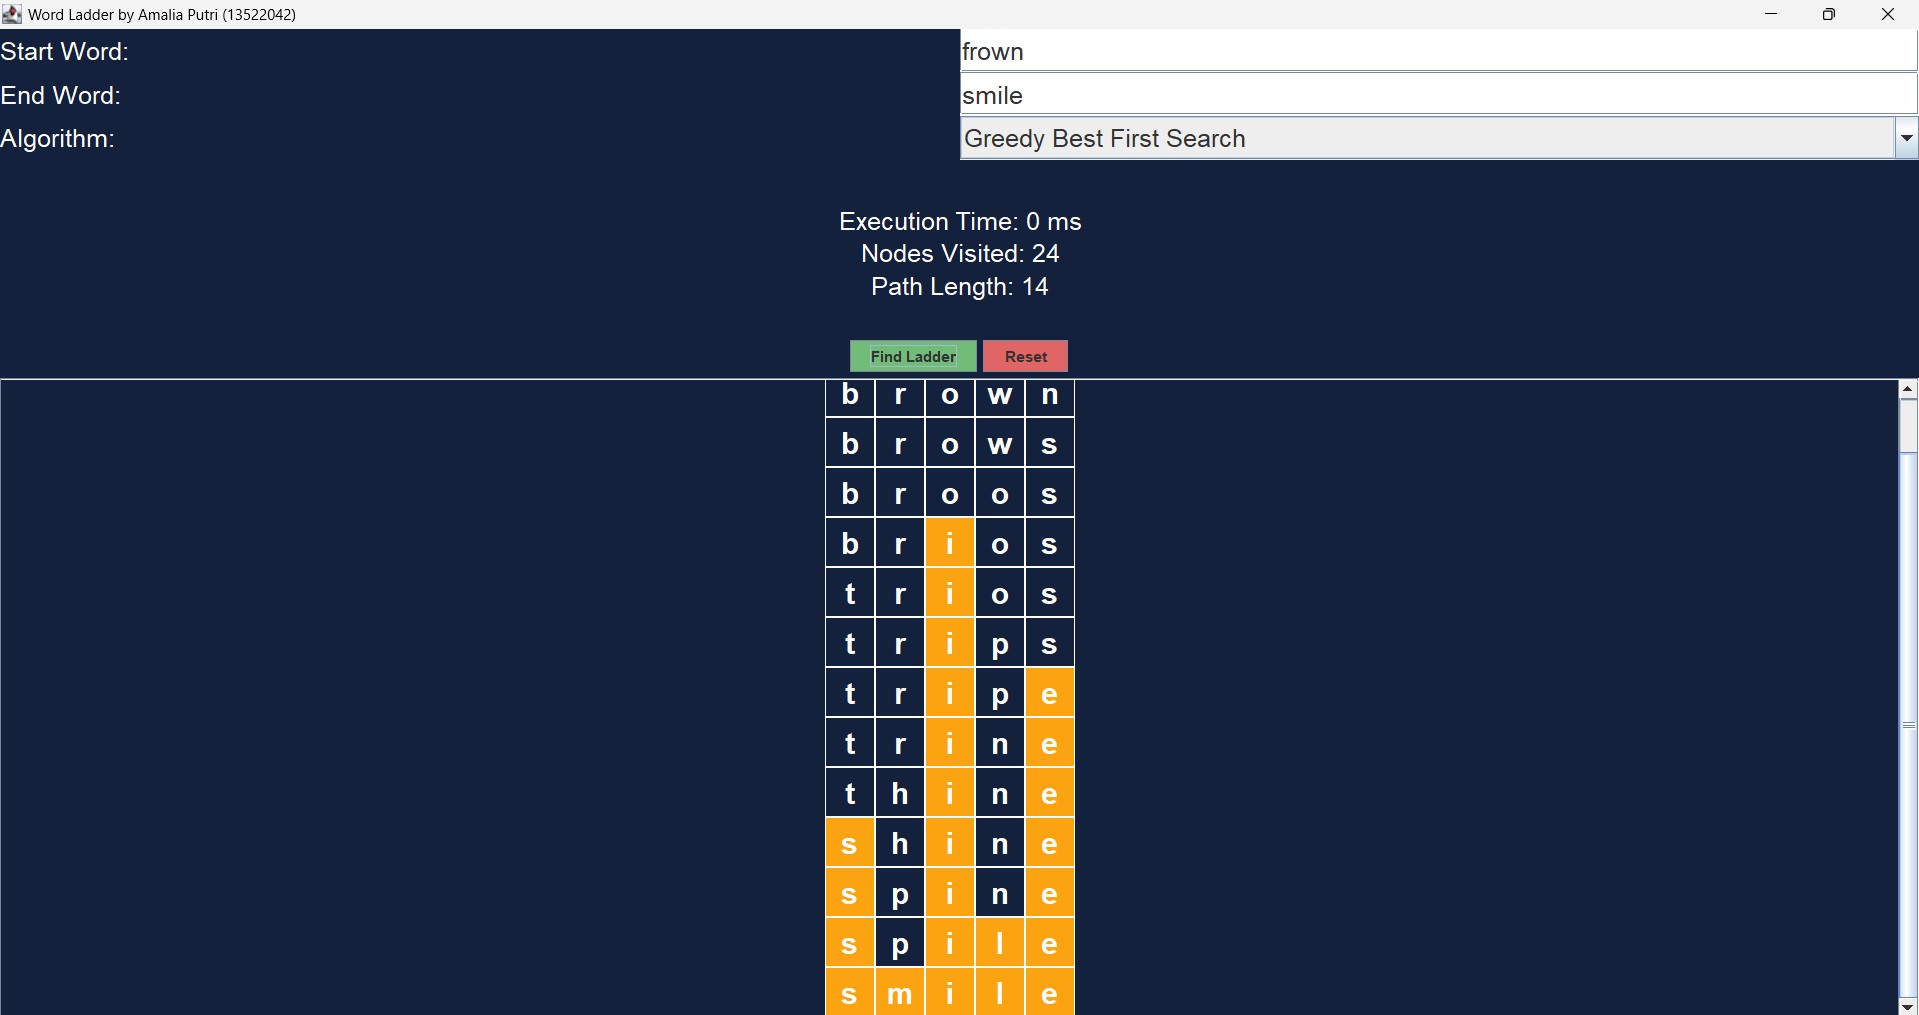 Word Ladder by Amalia Putri (13522042)
Start Word: frown
End Word: smile
Algorithm: Greedy Best First Search
Execution Time: 0 ms
Nodes Visited: 24
Path Length: 14
Find Ladder Reset
b r o w n
b r o w s
b r o o s
b r i o s
t r i o s
t r i p s
t r i p e
t r i n e
t h i n e
s h i n e
s p i n e
s p i l e
s m i l e